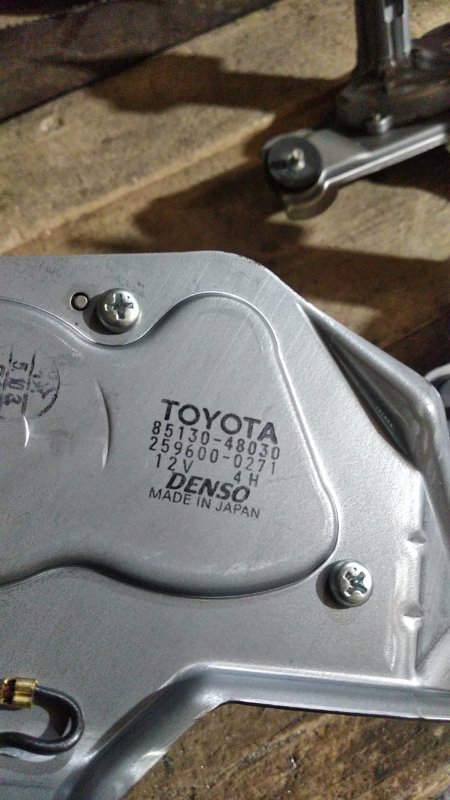 TOYOTA
85130-48030
259600-0271
12V 4H
DENSO
MADE IN JAPAN